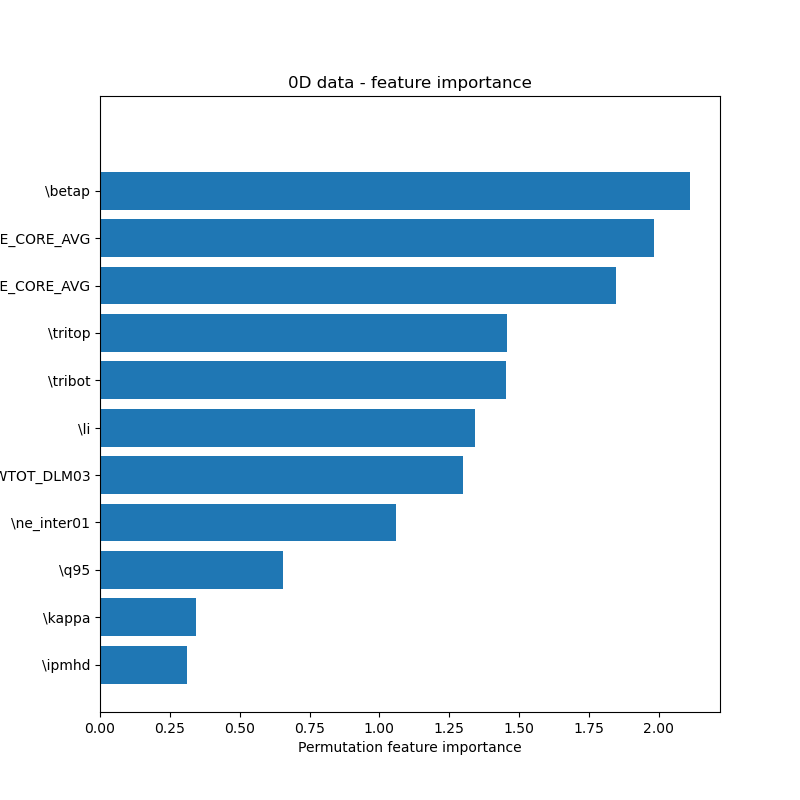 0D data - feature importance
\betap
E_CORE_AVG
E_CORE_AVG
\tritop
\tribot
\li
WTOT_DLM03
\ne_inter01
\q95
\kappa
\ipmhd
0.00 0.25 0.50 0.75 1.00 1.25 1.50 1.75 2.00
Permutation feature importance